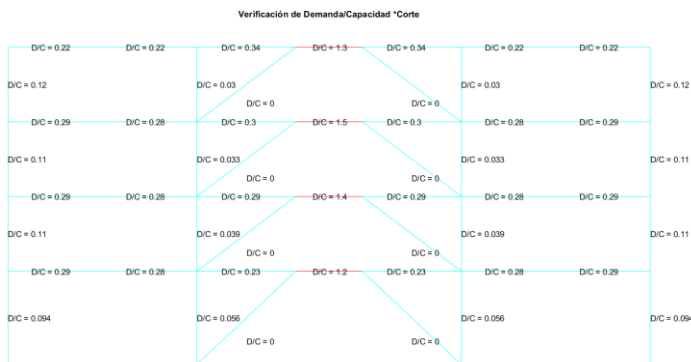 Verificación de Demanda/Capacidad *Corte
D/C = 0.22 D/C = 0.22 D/C = 0.34 D/C = 1.3 D/C = 0.34 D/C = 0.22 D/C = 0.22
D/C = 0.12 D/C = 0.03 D/C = 0.03 D/C = 0.12
D/C = 0 D/C = 0
D/C = 0.29 D/C = 0.28 D/C = 0.3 D/C = 1.5 D/C = 0.3 D/C = 0.28 D/C = 0.29
D/C = 0.11 D/C = 0.033 D/C = 0.033 D/C = 0.11
D/C = 0 D/C = 0
D/C = 0.29 D/C = 0.28 D/C = 0.29 D/C = 1.4 D/C = 0.29 D/C = 0.28 D/C = 0.29
D/C = 0.11 D/C = 0.039 D/C = 0.039 D/C = 0.11
D/C = 0 D/C = 0
D/C = 0.29 D/C = 0.28 D/C = 0.23 D/C = 1.2 D/C = 0.23 D/C = 0.28 D/C = 0.29
D/C = 0.094 D/C = 0.056 D/C = 0.056 D/C = 0.094
D/C = 0 D/C = 0